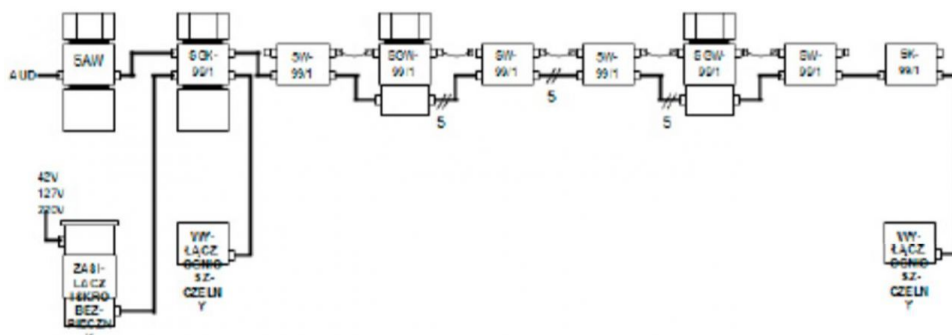 AUD
SAW
SGK-
99/1
SW-
99/1
SGW-
99/1
SW-
99/1
SW-
99/1
SGW-
99/1
SW-
99/1
SK-
99/1
5
5
5
42V
127V
220V
ZASI-
LACZ
ISKRO
BEZ-
PIECZN
WY-
ŁĄCZ
OGNIO
SZ-
CZELN
Y
WY-
ŁĄCZ
OGNIO
SZ-
CZELN
Y